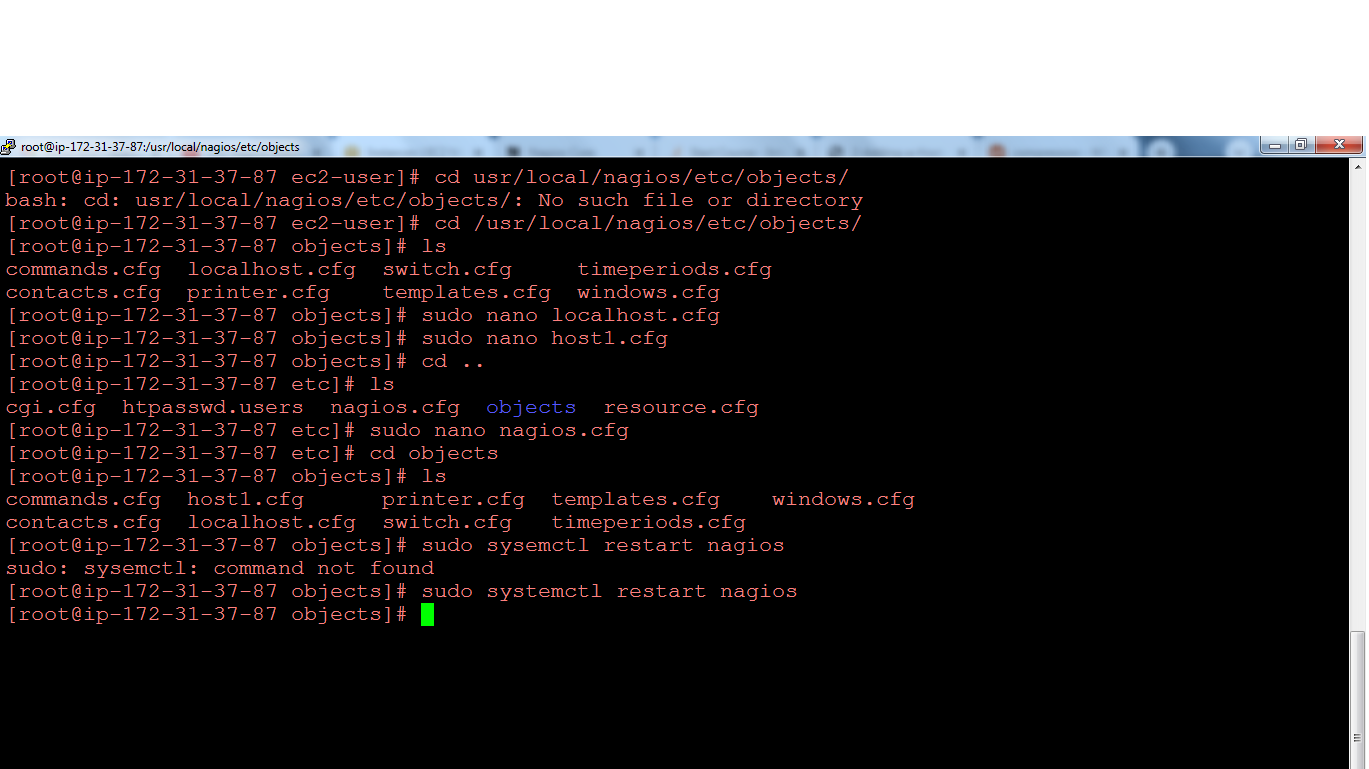 root@ip-172-31-37-87:/usr/local/nagios/etc/objects
[root@ip-172-31-37-87 ec2-user]# cd usr/local/nagios/etc/objects/
bash: cd: usr/local/nagios/etc/objects/: No such file or directory
[root@ip-172-31-37-87 ec2-user]# cd /usr/local/nagios/etc/objects/
[root@ip-172-31-37-87 objects]# ls
commands.cfg  localhost.cfg  switch.cfg     timeperiods.cfg
contacts.cfg  printer.cfg    templates.cfg  windows.cfg
[root@ip-172-31-37-87 objects]# sudo nano localhost.cfg
[root@ip-172-31-37-87 objects]# sudo nano host1.cfg
[root@ip-172-31-37-87 objects]# cd ..
[root@ip-172-31-37-87 etc]# ls
cgi.cfg  htpasswd.users  nagios.cfg  objects  resource.cfg
[root@ip-172-31-37-87 etc]# sudo nano nagios.cfg
[root@ip-172-31-37-87 etc]# cd objects
[root@ip-172-31-37-87 objects]# ls
commands.cfg  host1.cfg      printer.cfg  templates.cfg    windows.cfg
contacts.cfg  localhost.cfg  switch.cfg   timeperiods.cfg
[root@ip-172-31-37-87 objects]# sudo sysemctl restart nagios
sudo: sysemctl: command not found
[root@ip-172-31-37-87 objects]# sudo systemctl restart nagios
[root@ip-172-31-37-87 objects]#